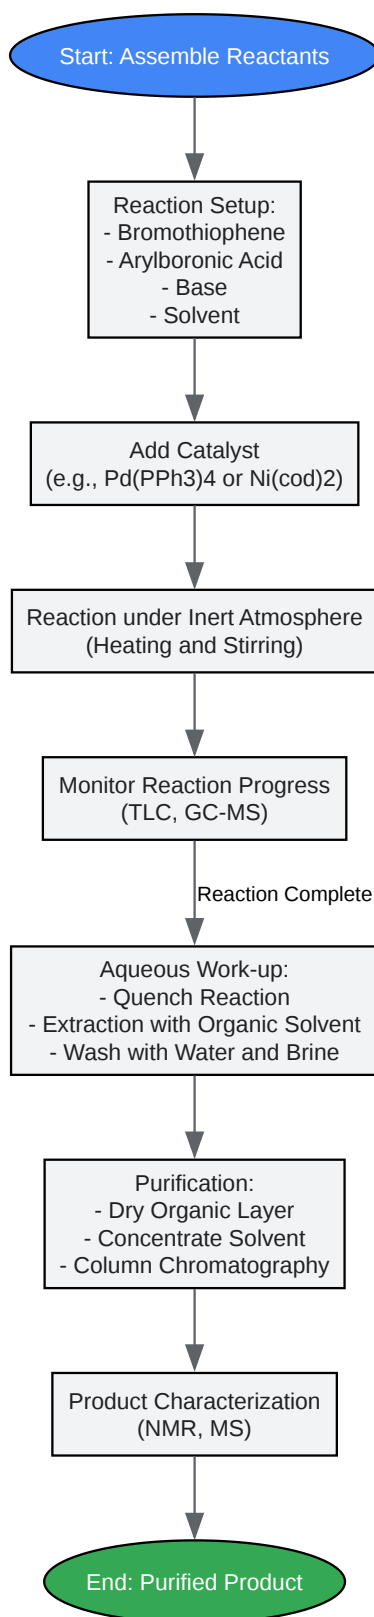 Start: Assemble Reactants
Reaction Setup:
- Bromothiophene
- Arylboronic Acid
- Base
- Solvent
Add Catalyst
(e.g., Pd(PPh3)4 or Ni(cod)2)
Reaction under Inert Atmosphere
(Heating and Stirring)
Monitor Reaction Progress
(TLC, GC-MS)
Reaction Complete
Aqueous Work-up:
- Quench Reaction
- Extraction with Organic Solvent
- Wash with Water and Brine
Purification:
- Dry Organic Layer
- Concentrate Solvent
- Column Chromatography
Product Characterization
(NMR, MS)
End: Purified Product